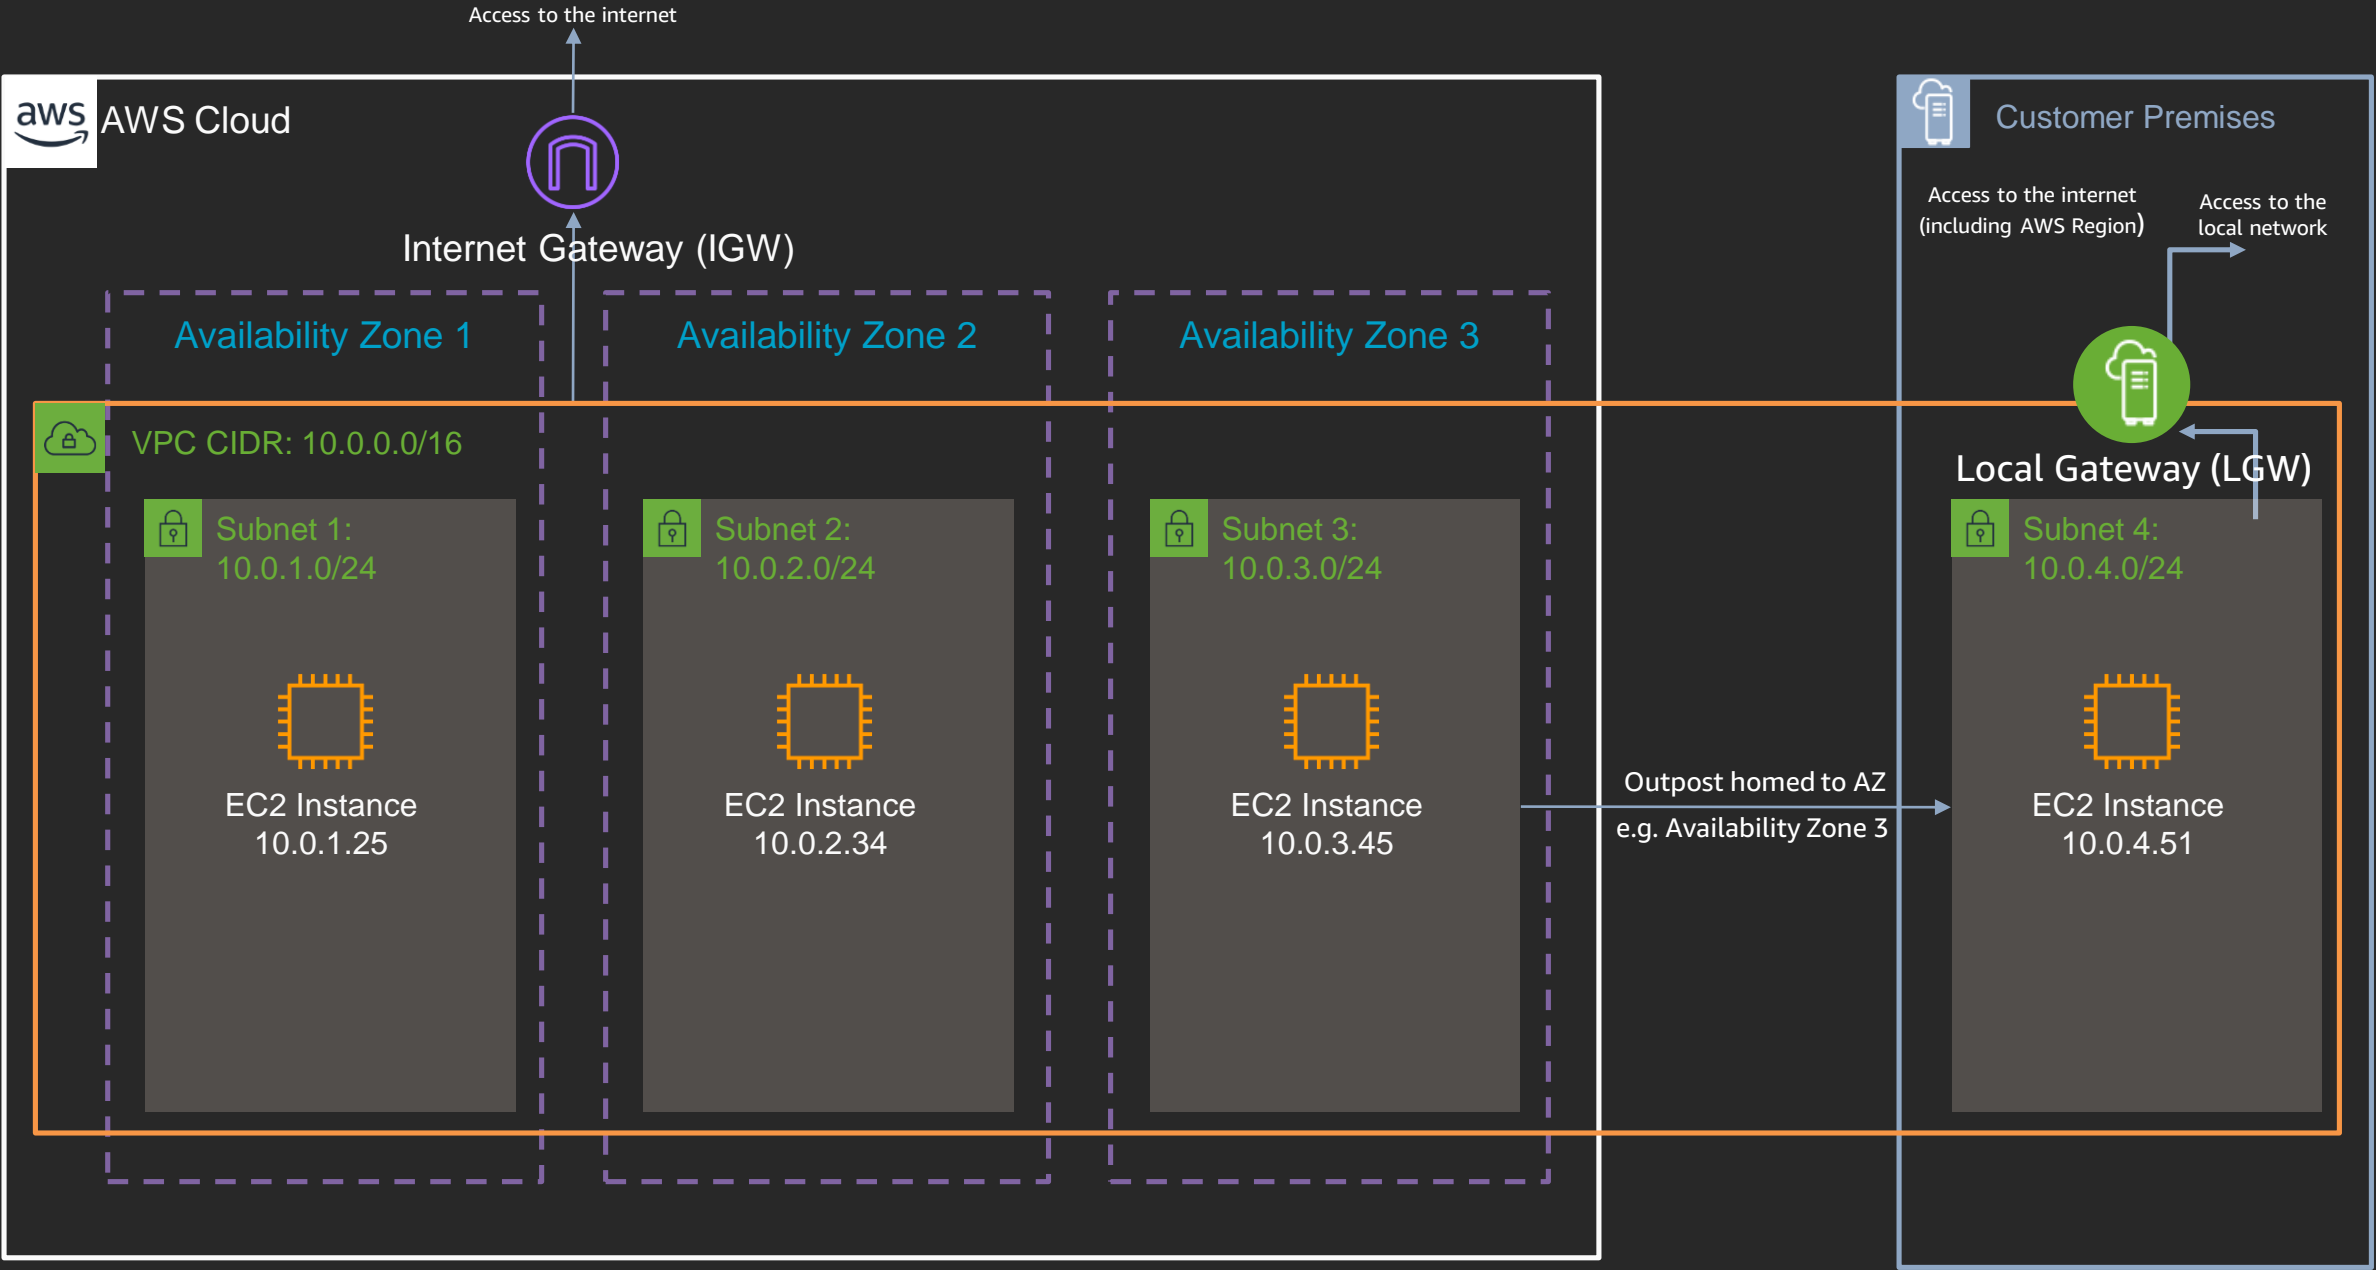 Access to the internet
aws
AWS Cloud
Internet Gateway (IGW)
Availability Zone 1
Availability Zone 2
Availability Zone 3
VPC CIDR: 10.0.0.0/16
Subnet 1:
10.0.1.0/24
EC2 Instance
10.0.1.25
Subnet 2:
10.0.2.0/24
EC2 Instance
10.0.2.34
Subnet 3:
10.0.3.0/24
EC2 Instance
10.0.3.45
Outpost homed to AZ
e.g. Availability Zone 3
Customer Premises
Access to the internet
(including AWS Region)
Access to the
local network
Local Gateway (LGW)
Subnet 4:
10.0.4.0/24
EC2 Instance
10.0.4.51